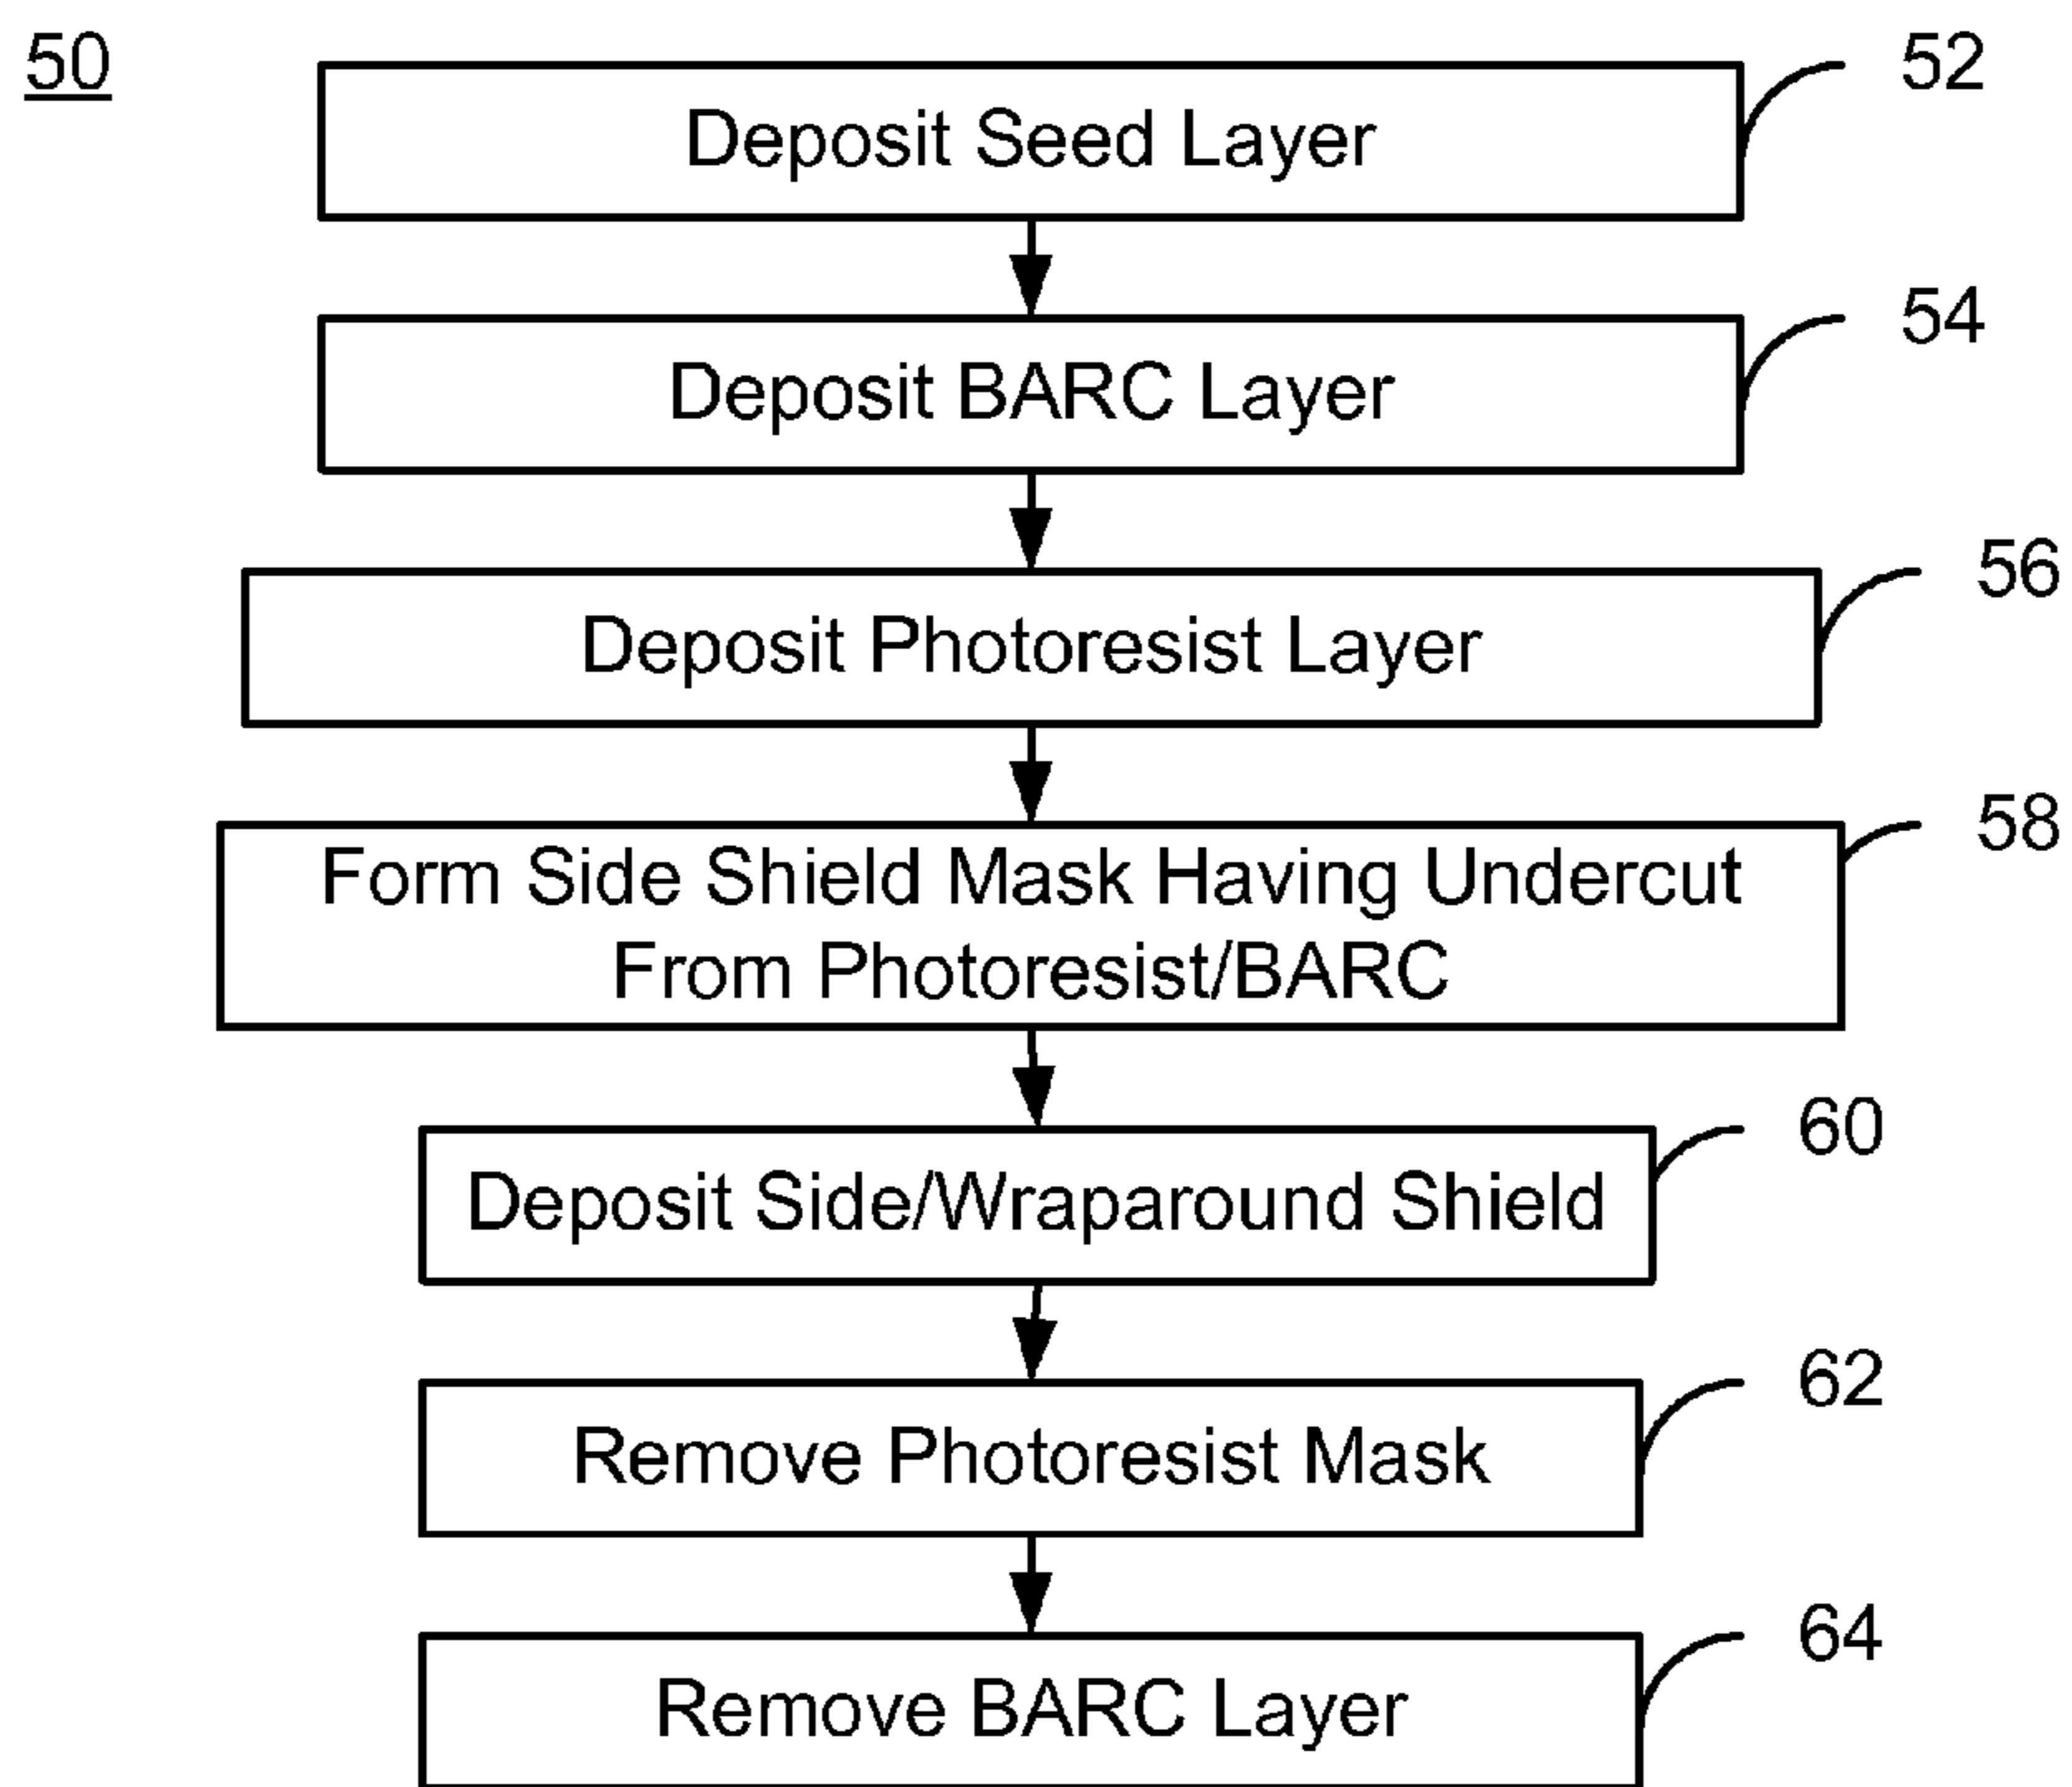 50
52
Deposit Seed Layer
54
Deposit BARC Layer
56
Deposit Photoresist Layer
58
Form Side Shield Mask Having Undercut
From Photoresist/BARC
60
Deposit Side/Wraparound Shield
62
Remove Photoresist Mask
64
Remove BARC Layer